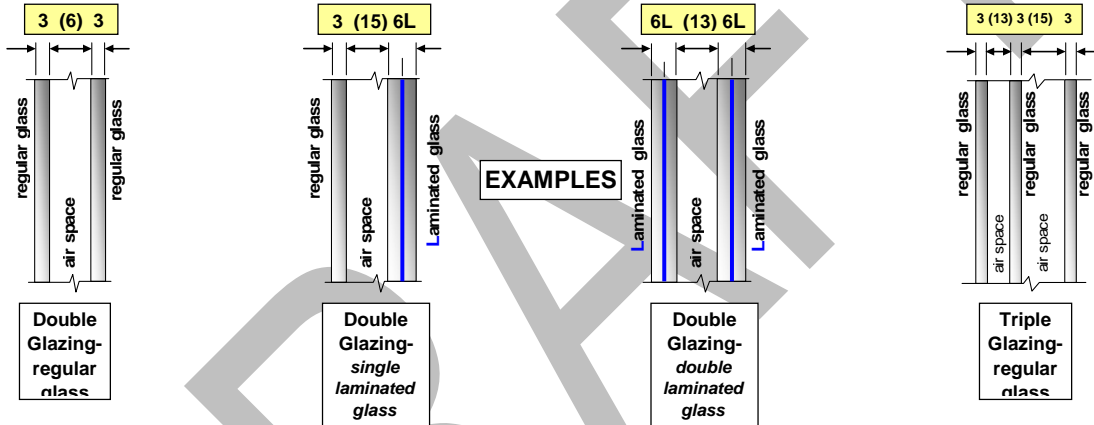 3 (6) 3
regular glass
air space
regular glass
Double
Glazing-
regular
glass
3 (15) 6L
regular glass
air space
Laminated glass
Double
Glazing-
single
laminated
glass
EXAMPLES
6L (13) 6L
Laminated glass
air space
Laminated glass
Double
Glazing-
double
laminated
glass
3 (13) 3 (15) 3
regular glass
air space
regular glass
air space
regular glass
Triple
Glazing-
regular
glass